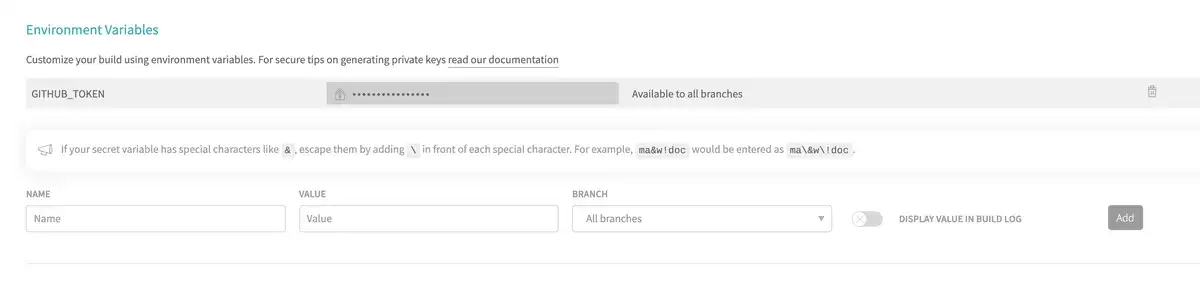 Environment Variables
Customize your build using environment variables. For secure tips on generating private keys read our documentation
GITHUB_TOKEN •••••••••••••••• Available to all branches
If your secret variable has special characters like & , escape them by adding \ in front of each special character. For example, ma&w!doc would be entered as ma\&w\!doc .
NAME VALUE BRANCH
Name Value All branches DISPLAY VALUE IN BUILD LOG Add